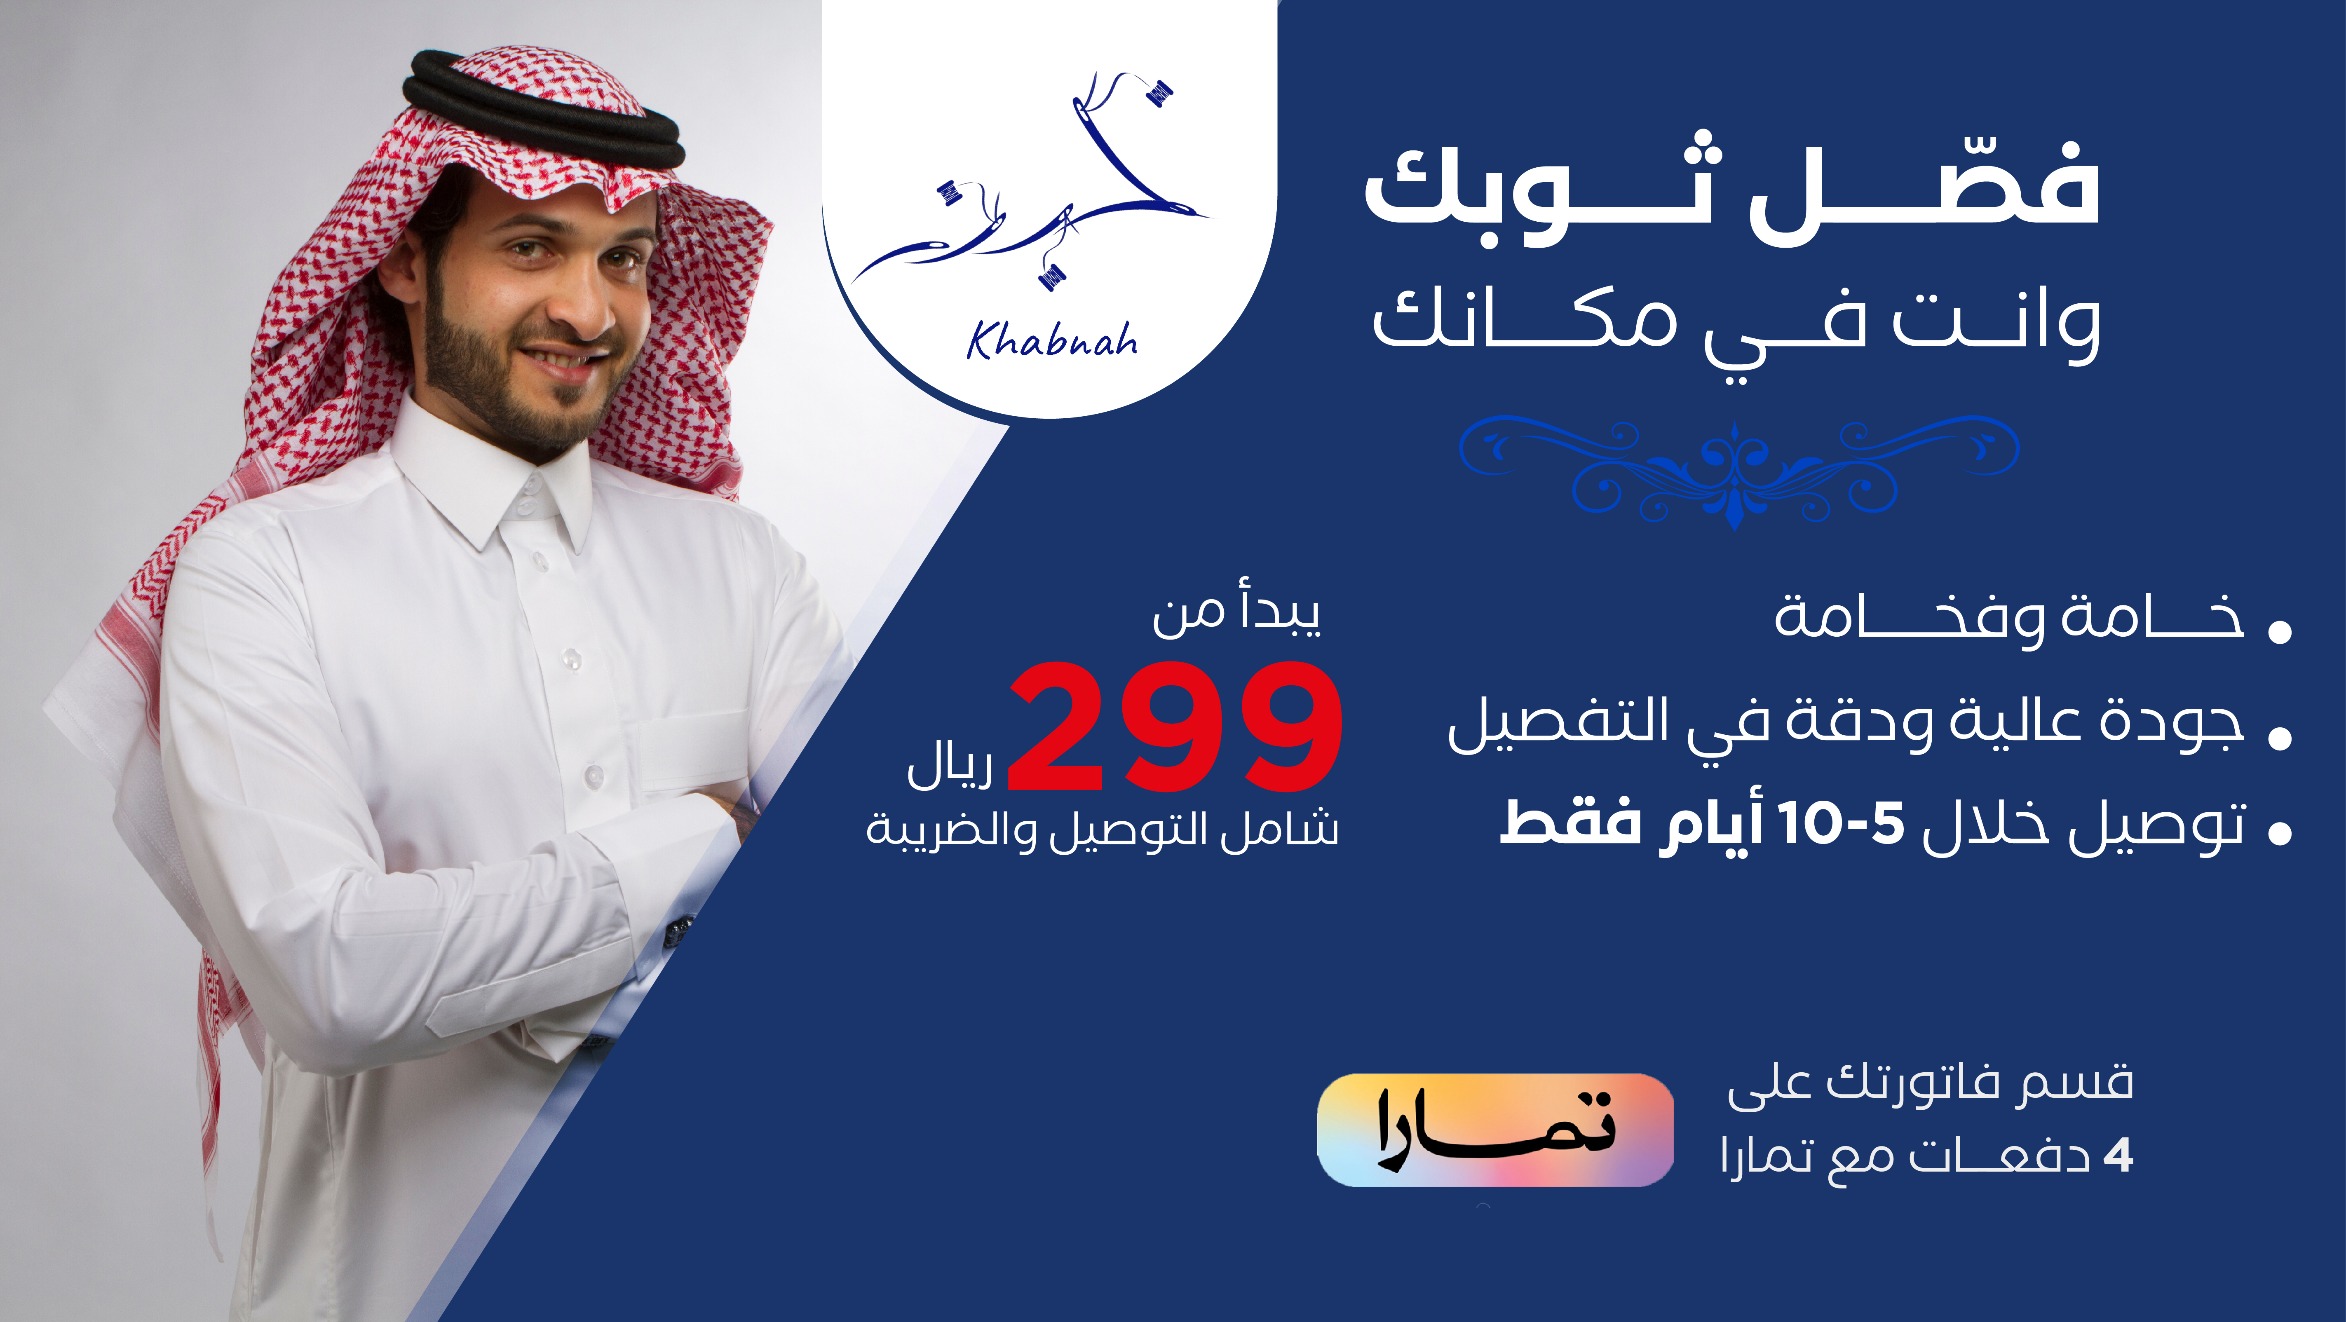 خبنة
Khabnah
فصّل ثوبك
وانت في مكانك
خامة وفخامة
جودة عالية ودقة في التفصيل
توصيل خلال 5-10 أيام فقط
يبدأ من
299 ريال
شامل التوصيل والضريبة
قسم فاتورتك على
4 دفعات مع تمارا
تمارا